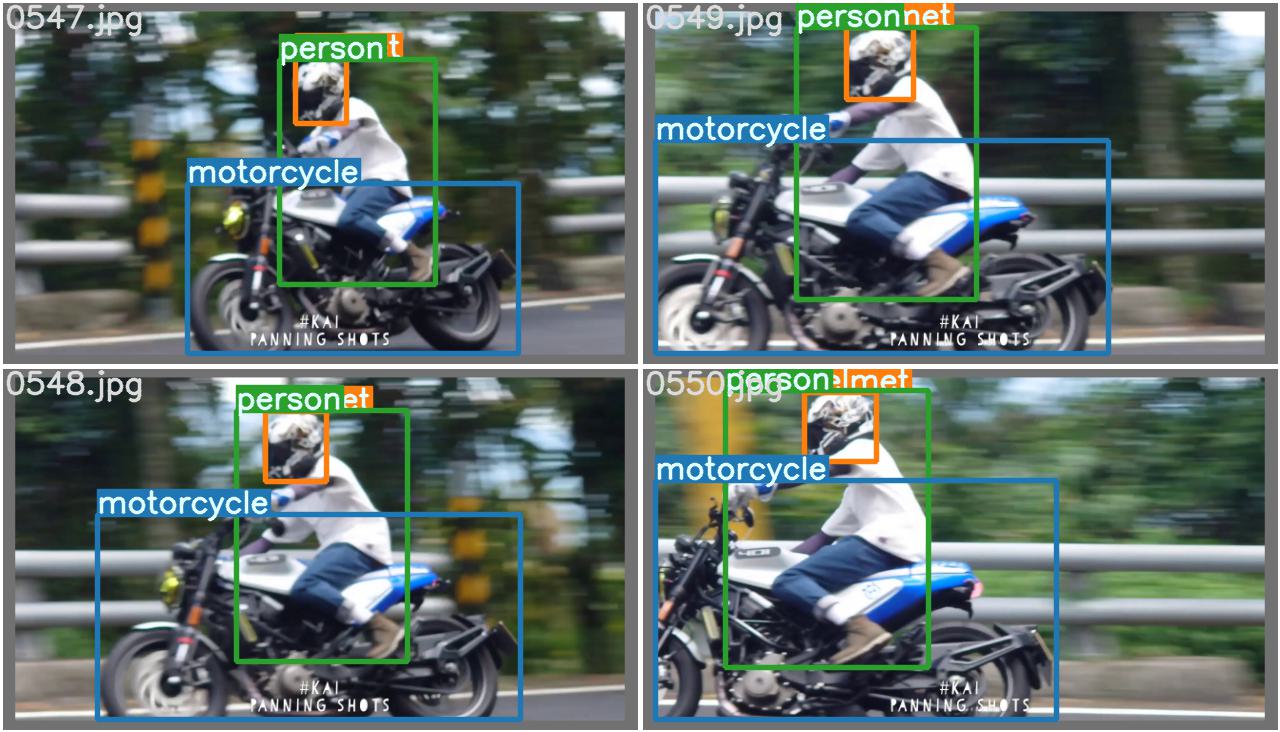 0547.jpg
person t
motorcycle
#KAI
PANNING SHOTS
0549.jpg
person net
motorcycle
#KAI
PANNING SHOTS
0548.jpg
person et
motorcycle
#KAI
PANNING SHOTS
0550.jpg
person elmet
motorcycle
401
#KAI
PANNING SHOTS